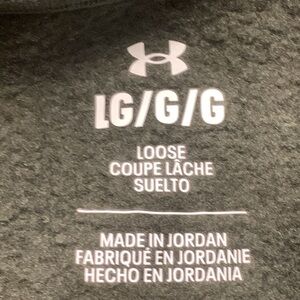 LG/G/G
LOOSE
COUPE LÂCHE
SUELTO
MADE IN JORDAN
FABRIQUÉ EN JORDANIE
HECHO EN JORDANIA